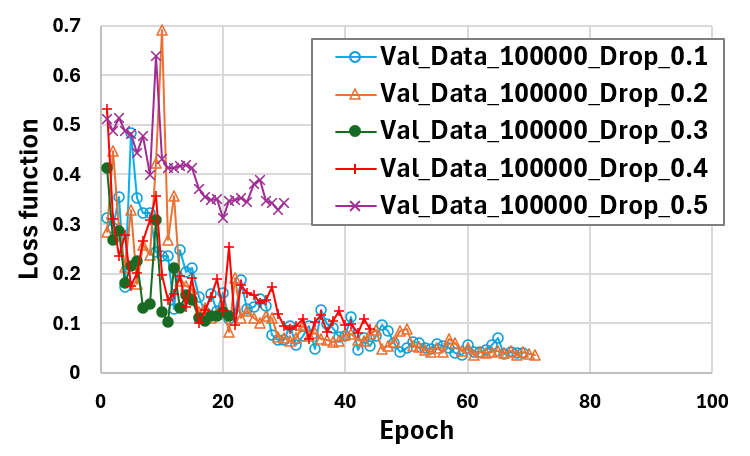 0.7
0.6
0.5
0.4
0.3
0.2
0.1
0
Loss function
Val_Data_100000_Drop_0.1
Val_Data_100000_Drop_0.2
Val_Data_100000_Drop_0.3
Val_Data_100000_Drop_0.4
Val_Data_100000_Drop_0.5
0 20 40 60 80 100
Epoch